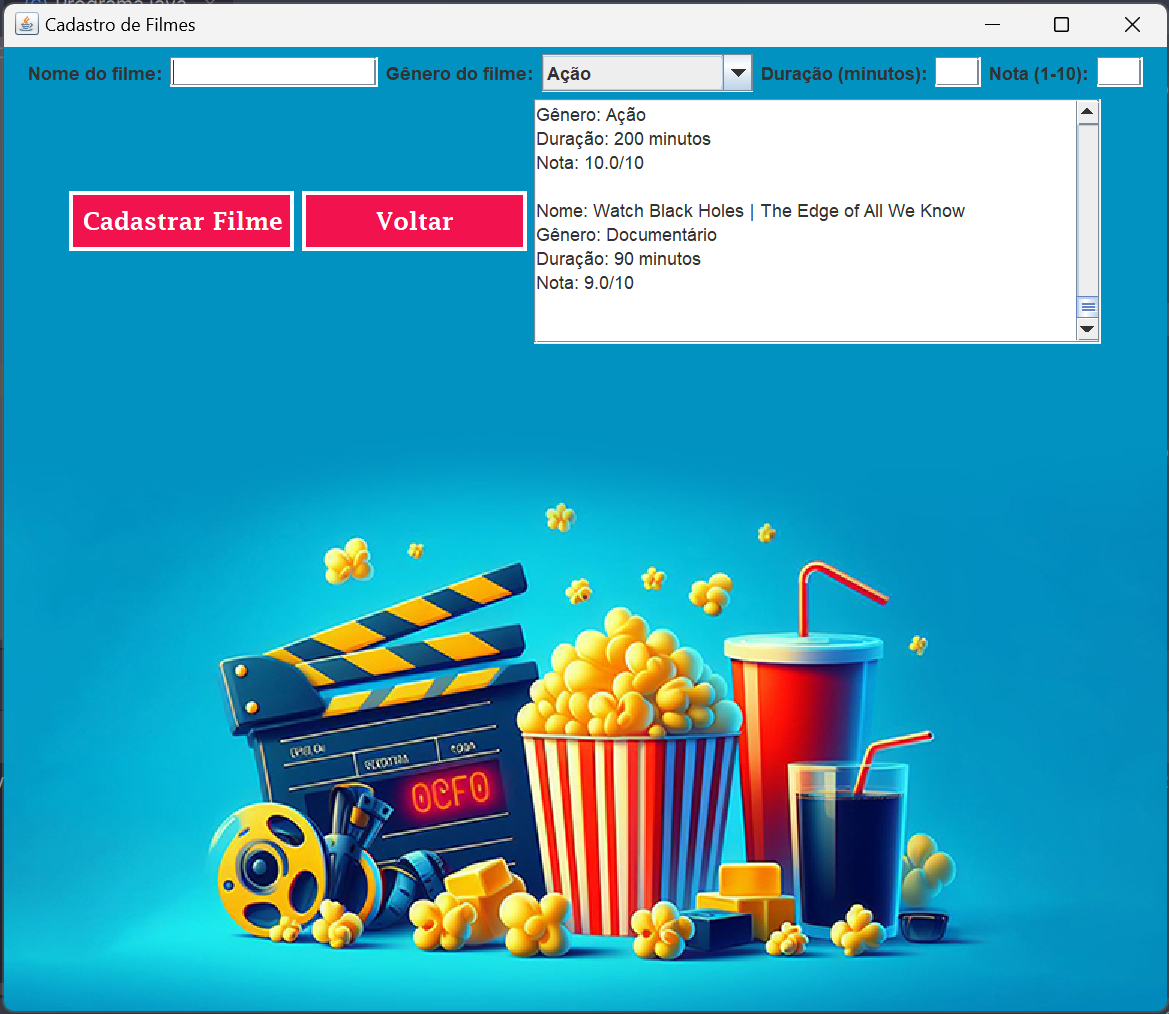 Cadastro de Filmes
Nome do filme: Gênero do filme: Ação Duração (minutos): Nota (1-10):
Gênero: Ação
Duração: 200 minutos
Nota: 10.0/10
Nome: Watch Black Holes | The Edge of All We Know
Gênero: Documentário
Duração: 90 minutos
Nota: 9.0/10
Cadastrar Filme Voltar
OCFO